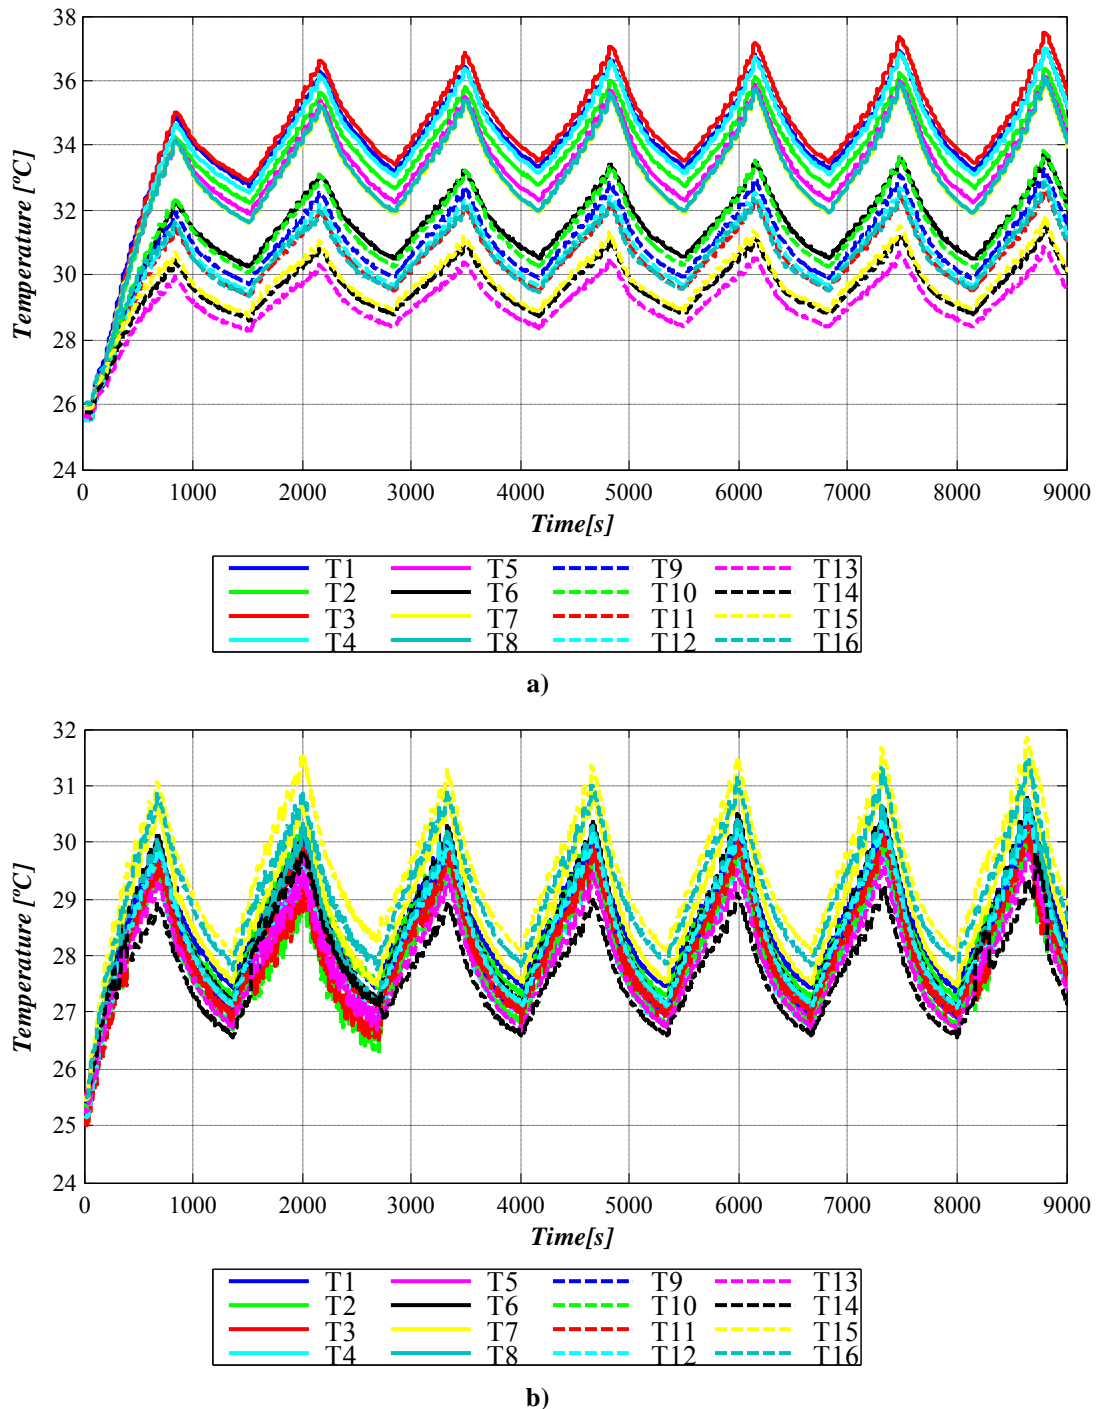 a)
38
36
34
32
30
28
26
24
Temperature [ºC]
0 1000 2000 3000 4000 5000 6000 7000 8000 9000
Time[s]
T1 T5 T9 T13
T2 T6 T10 T14
T3 T7 T11 T15
T4 T8 T12 T16
a)
32
31
30
29
28
27
26
25
24
Temperature [ºC]
0 1000 2000 3000 4000 5000 6000 7000 8000 9000
Time[s]
T1 T5 T9 T13
T2 T6 T10 T14
T3 T7 T11 T15
T4 T8 T12 T16
b)